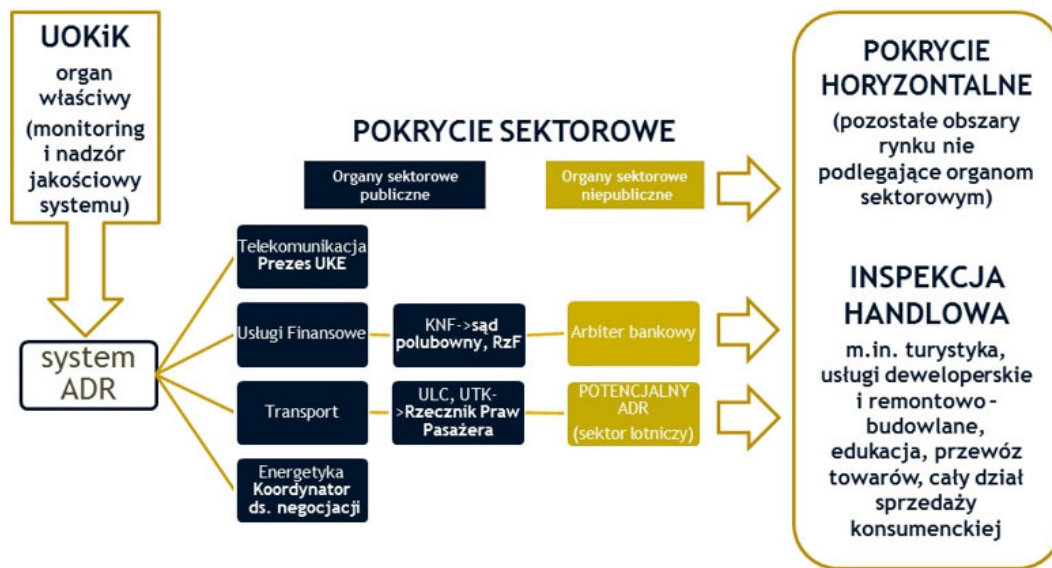 UOKiK
organ
właściwy
(monitoring
i nadzór
jakościowy
systemu)
system
ADR
POKRYCIE SEKTOROWE
Organy sektorowe
publiczne
Organy sektorowe
niepubliczne
Telekomunikacja
Prezes UKE
Usługi Finansowe
KNF->sąd
polubowny, RzF
Arbiter bankowy
Transport
ULC, UTK-
>Rzecznik Praw
Pasażera
POTENCJALNY
ADR
(sektor lotniczy)
Energetyka
Koordynator
ds. negocjacji
POKRYCIE
HORYZONTALNE
(pozostałe obszary
rynku nie
podlegające organom
sektorowym)
INSPEKCJA
HANDLOWA
m.in. turystyka,
usługi deweloperskie
i remontowo-
budowlane,
edukacja, przewóz
towarów, cały dział
sprzedaży
konsumenckiej